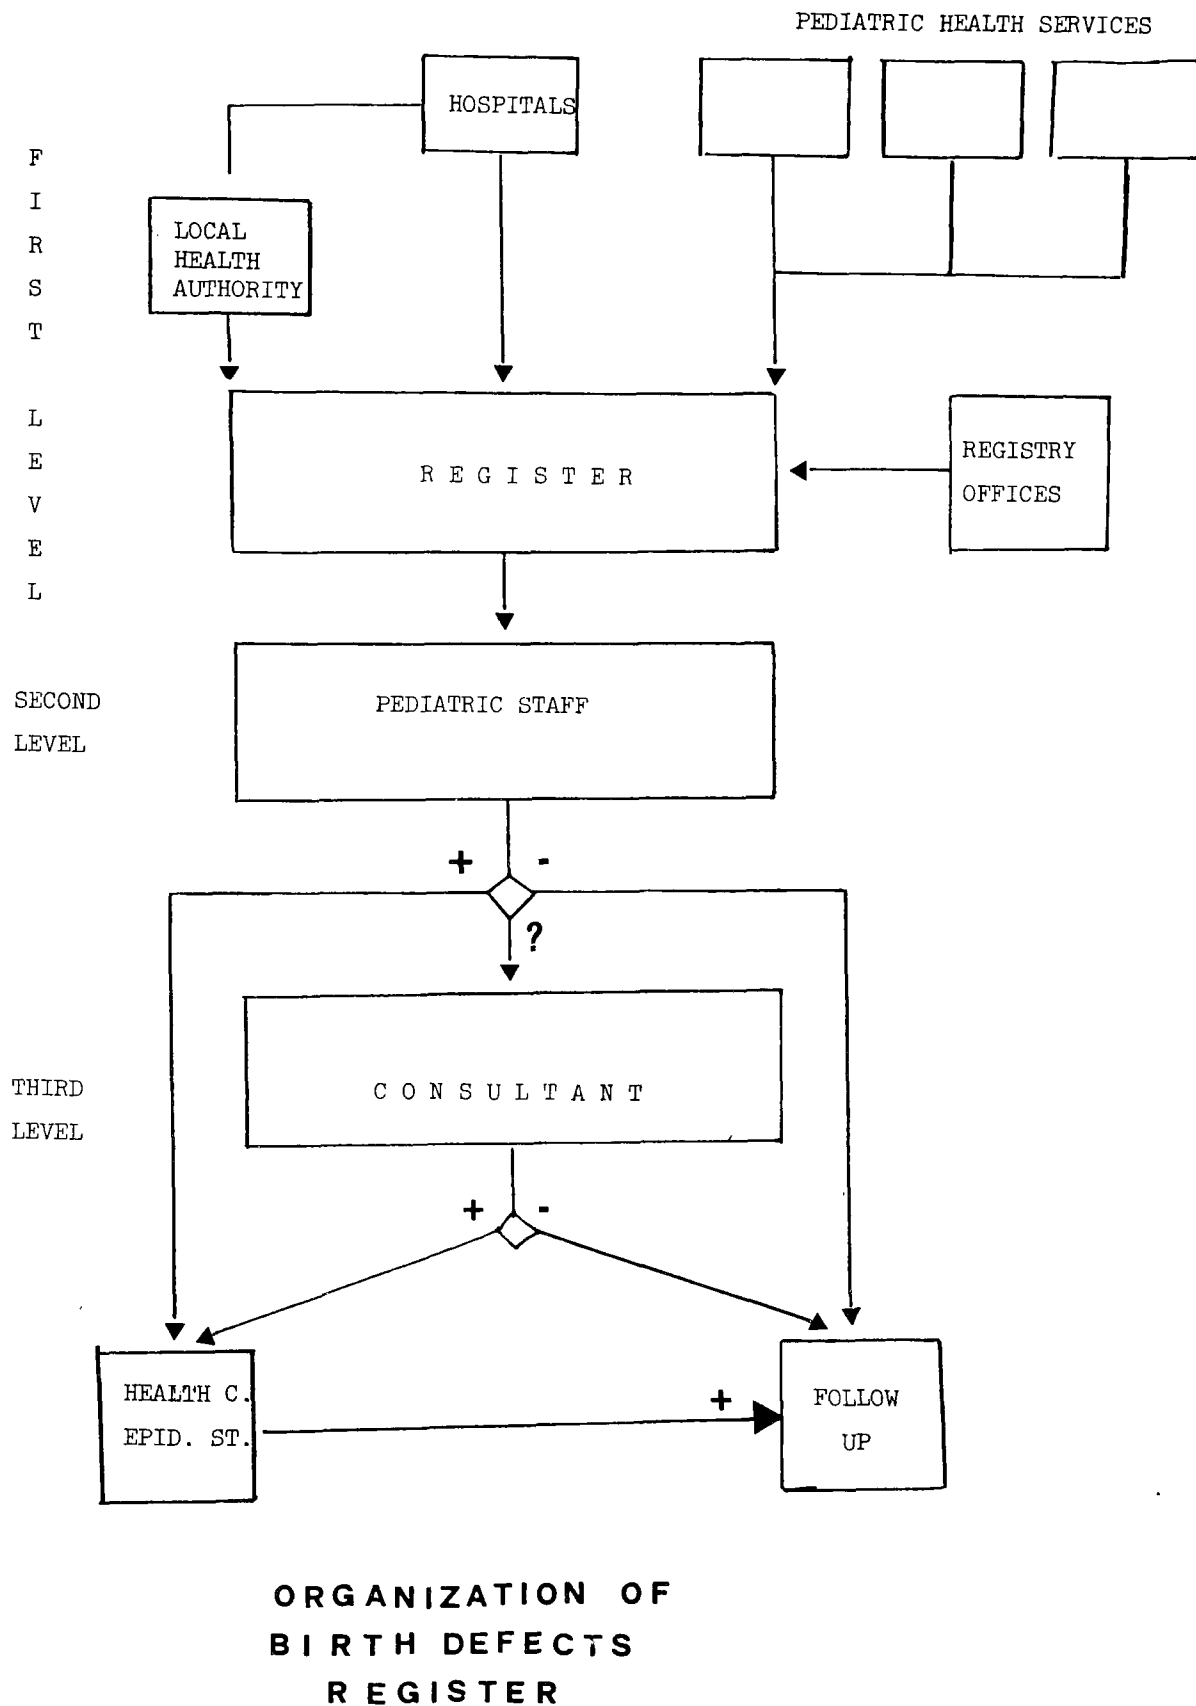 PEDIATRIC HEALTH SERVICES
HOSPITALS
F
I
R
S
T
L
E
V
E
L
LOCAL
HEALTH
AUTHORITY
R E G I S T E R
REGISTRY
OFFICES
SECOND
LEVEL
PEDIATRIC STAFF
+ -
?
THIRD
LEVEL
C O N S U L T A N T
+ -
HEALTH C.
EPID. ST.
+
FOLLOW
UP
ORGANIZATION OF
BIRTH DEFECTS
REGISTER